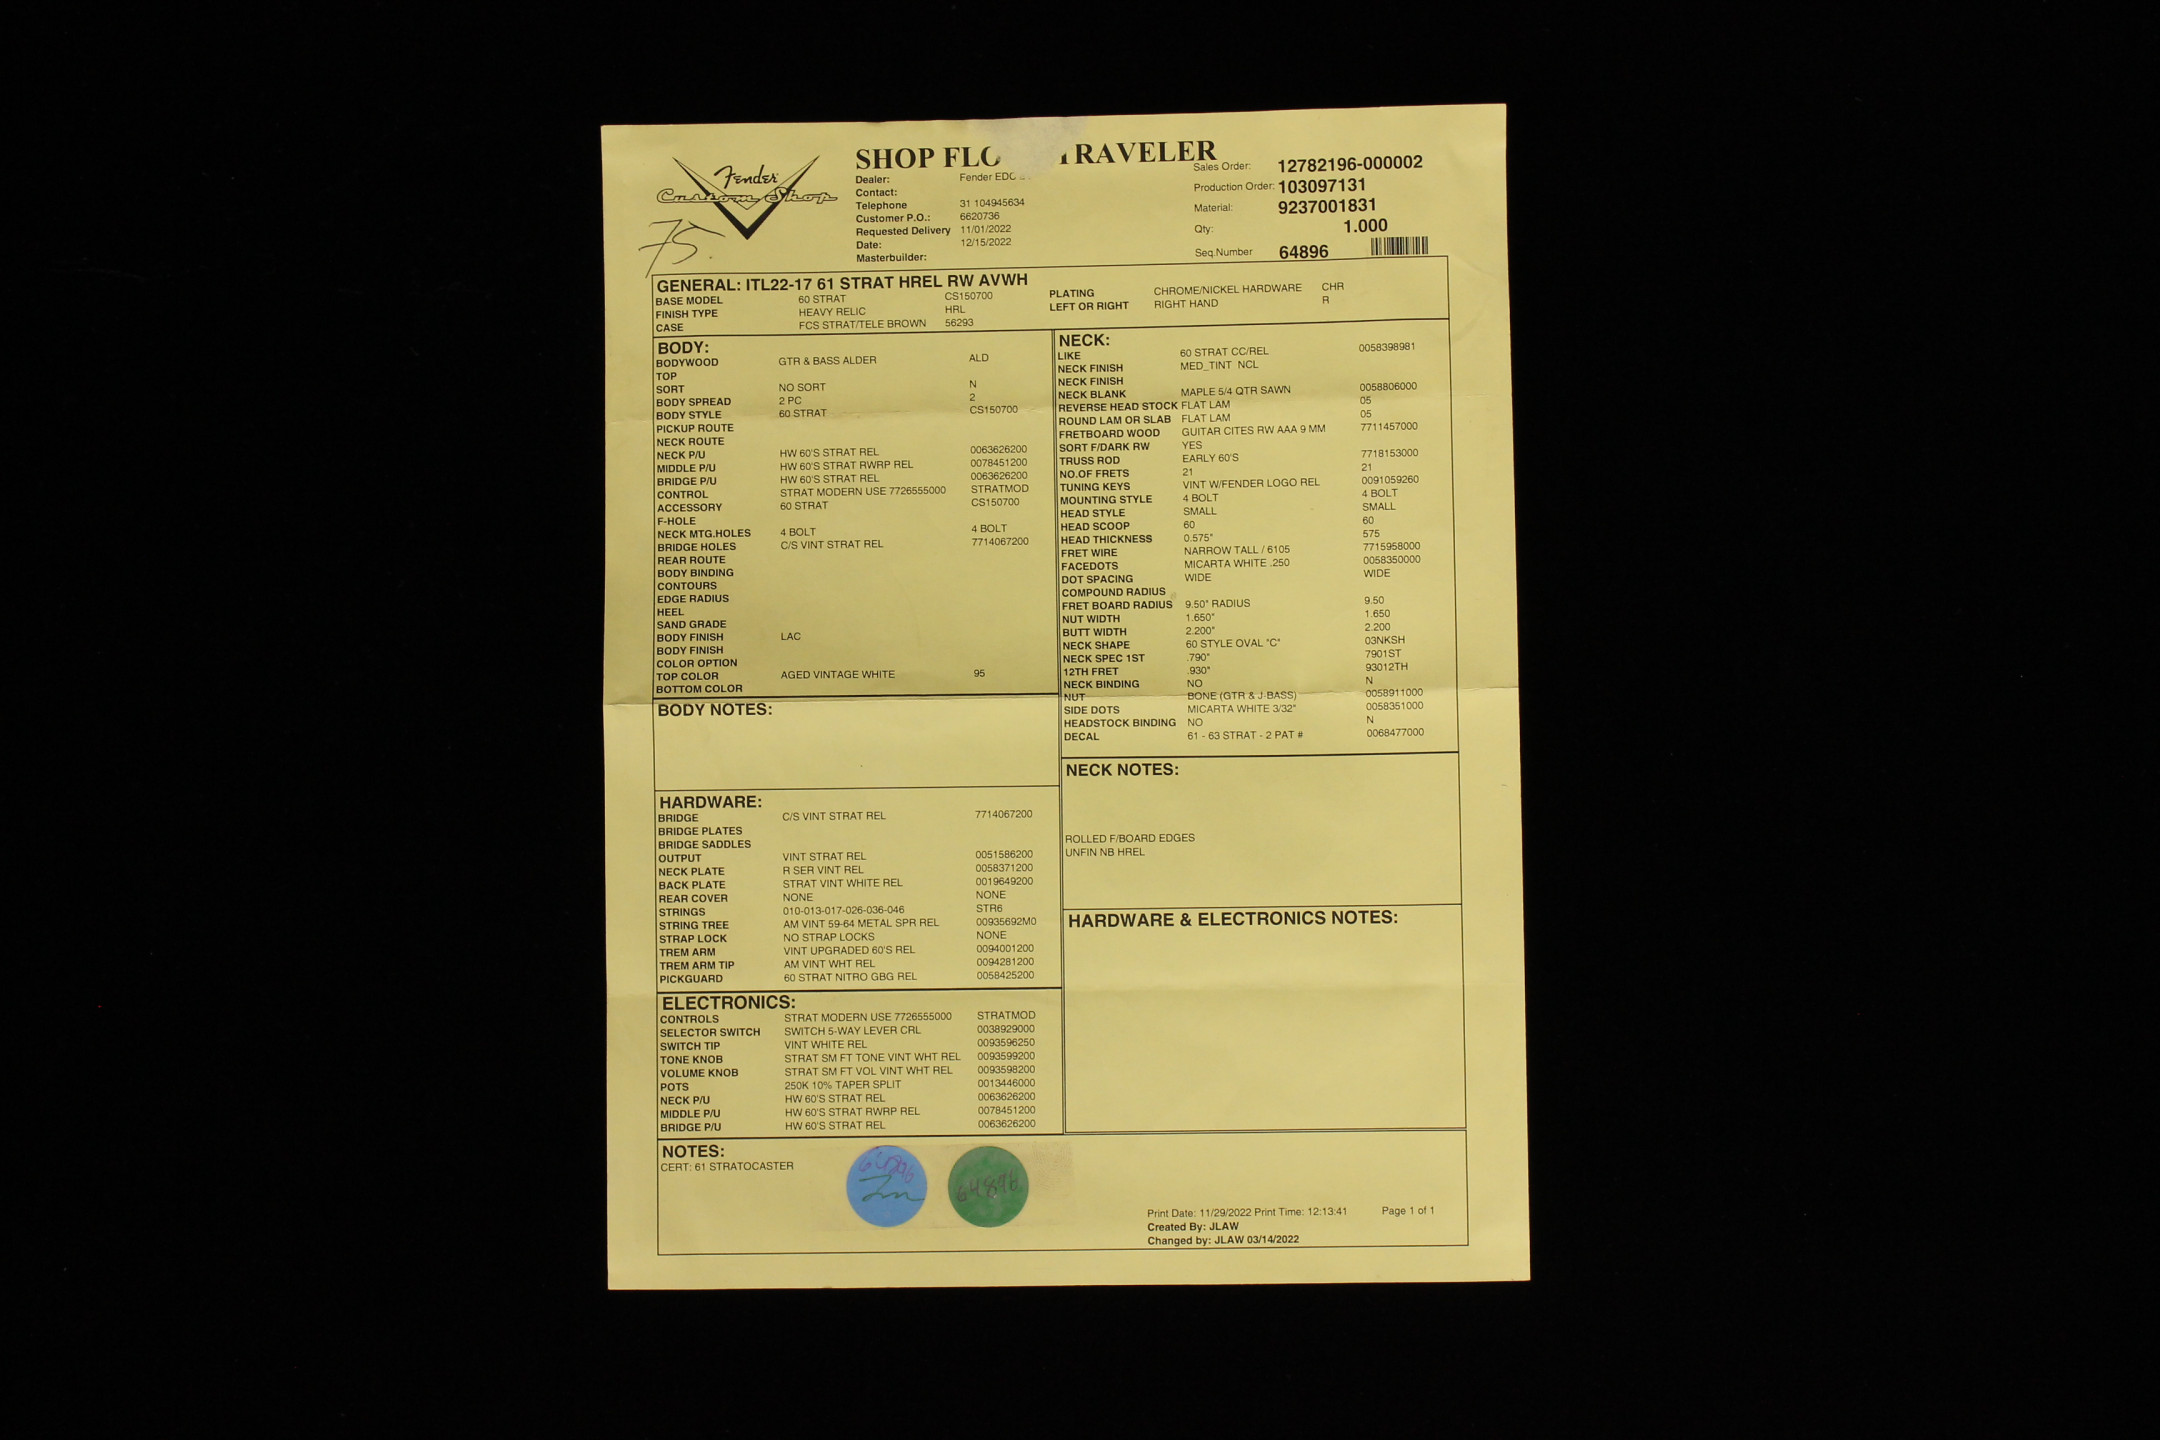 Fender
Custom Shop
75.
SHOP FLO TRAVELER
Dealer: Fender EDC
Contact:
Telephone 31 104945634
Customer P.O.: 6620736
Requested Delivery 11/01/2022
Date: 12/15/2022
Masterbuilder:
Sales Order: 12782196-000002
Production Order: 103097131
Material: 9237001831
Qty: 1.000
Seq.Number 64896
GENERAL: ITL22-17 61 STRAT HREL RW AVWH
BASE MODEL 60 STRAT CS150700
FINISH TYPE HEAVY RELIC HRL
CASE FCS STRAT/TELE BROWN 56293
PLATING CHROME/NICKEL HARDWARE CHR
LEFT OR RIGHT RIGHT HAND R
BODY:
BODYWOOD GTR & BASS ALDER ALD
TOP
SORT NO SORT N
BODY SPREAD 2 PC 2
BODY STYLE 60 STRAT CS150700
PICKUP ROUTE
NECK ROUTE
NECK P/U HW 60'S STRAT REL 0063626200
MIDDLE P/U HW 60'S STRAT RWRP REL 0078451200
BRIDGE P/U HW 60'S STRAT REL 0063626200
CONTROL STRAT MODERN USE 7726555000 STRATMOD
ACCESSORY 60 STRAT CS150700
F-HOLE
NECK MTG.HOLES 4 BOLT 4 BOLT
BRIDGE HOLES C/S VINT STRAT REL 7714067200
REAR ROUTE
BODY BINDING
CONTOURS
EDGE RADIUS
HEEL
SAND GRADE
BODY FINISH LAC
BODY FINISH
COLOR OPTION
TOP COLOR AGED VINTAGE WHITE 95
BOTTOM COLOR
BODY NOTES:
HARDWARE:
BRIDGE C/S VINT STRAT REL 7714067200
BRIDGE PLATES
BRIDGE SADDLES
OUTPUT VINT STRAT REL 0051586200
NECK PLATE R SER VINT REL 0058371200
BACK PLATE STRAT VINT WHITE REL 0019649200
REAR COVER NONE NONE
STRINGS 010-013-017-026-036-046 STR6
STRING TREE AM VINT 59-64 METAL SPR REL 00935692M0
STRAP LOCK NO STRAP LOCKS NONE
TREM ARM VINT UPGRADED 60'S REL 0094001200
TREM ARM TIP AM VINT WHT REL 0094281200
PICKGUARD 60 STRAT NITRO GBG REL 0058425200
ELECTRONICS:
CONTROLS STRAT MODERN USE 7726555000 STRATMOD
SELECTOR SWITCH SWITCH 5-WAY LEVER CRL 0038929000
SWITCH TIP VINT WHITE REL 0093596250
TONE KNOB STRAT SM FT TONE VINT WHT REL 0093599200
VOLUME KNOB STRAT SM FT VOL VINT WHT REL 0093598200
POTS 250K 10% TAPER SPLIT 0013446000
NECK P/U HW 60'S STRAT REL 0063626200
MIDDLE P/U HW 60'S STRAT RWRP REL 0078451200
BRIDGE P/U HW 60'S STRAT REL 0063626200
NECK:
LIKE 60 STRAT CC/REL 0058398981
NECK FINISH MED_TINT NCL
NECK FINISH
NECK BLANK MAPLE 5/4 QTR SAWN 0058806000
REVERSE HEAD STOCK FLAT LAM 05
ROUND LAM OR SLAB FLAT LAM 05
FRETBOARD WOOD GUITAR CITES RW AAA 9 MM 7711457000
SORT F/DARK RW YES
TRUSS ROD EARLY 60'S 7718153000
NO.OF FRETS 21 21
TUNING KEYS VINT W/FENDER LOGO REL 0091059260
MOUNTING STYLE 4 BOLT 4 BOLT
HEAD STYLE SMALL SMALL
HEAD SCOOP 60 60
HEAD THICKNESS 0.575" 575
FRET WIRE NARROW TALL / 6105 7715958000
FACEDOTS MICARTA WHITE .250 0058350000
DOT SPACING WIDE WIDE
COMPOUND RADIUS
FRET BOARD RADIUS 9.50" RADIUS 9.50
NUT WIDTH 1.650" 1.650
BUTT WIDTH 2.200" 2.200
NECK SHAPE 60 STYLE OVAL "C" 03NKSH
NECK SPEC 1ST .790" 7901ST
12TH FRET .930" 93012TH
NECK BINDING NO N
NUT BONE (GTR & J-BASS) 0058911000
SIDE DOTS MICARTA WHITE 3/32" 0058351000
HEADSTOCK BINDING NO N
DECAL 61 - 63 STRAT - 2 PAT # 0068477000
NECK NOTES:
ROLLED F/BOARD EDGES
UNFIN NB HREL
HARDWARE & ELECTRONICS NOTES:
NOTES:
CERT: 61 STRATOCASTER
64896
64896
Print Date: 11/29/2022 Print Time: 12:13:41 Page 1 of 1
Created By: JLAW
Changed by: JLAW 03/14/2022